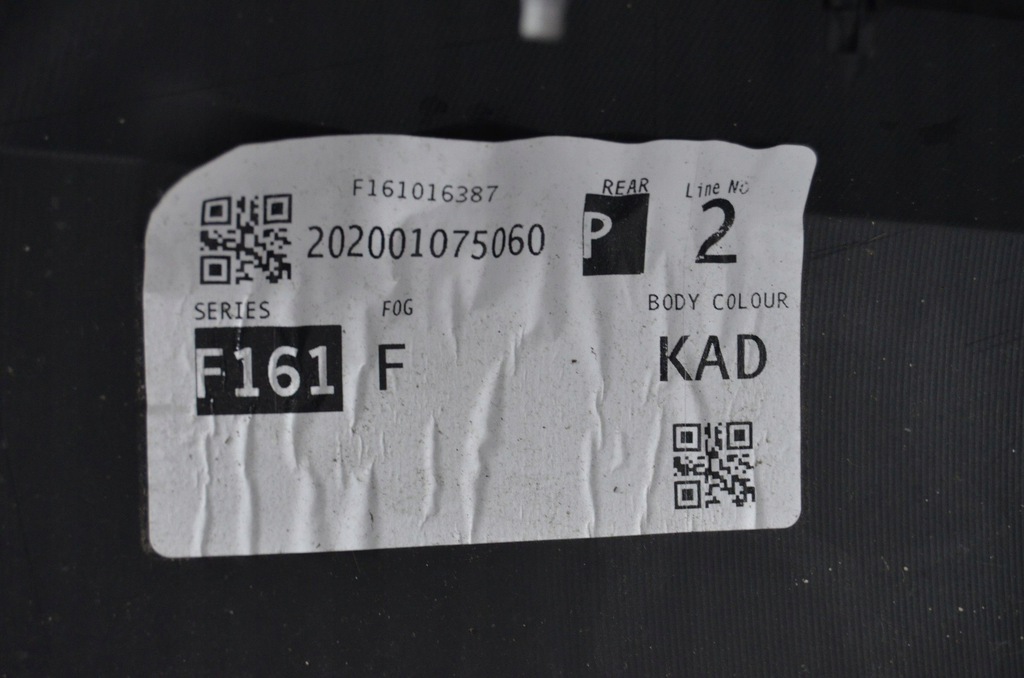 F161016387
202001075060
REAR
P
Line No
2
SERIES
F161
FOG
F
BODY COLOUR
KAD